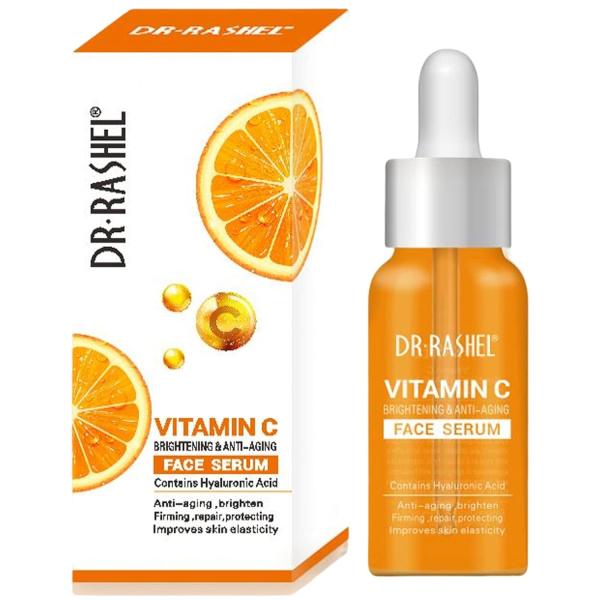 DR·RASHEL®
DR·RASHEL®
C
VITAMIN C
BRIGHTENING & ANTI-AGING
FACE SERUM
Contains Hyaluronic Acid
Anti-aging ,brighten
Firming ,repair,protecting
Improves skin elasticity
DR·RASHEL®
VITAMIN C
BRIGHTENING & ANTI-AGING
FACE SERUM
Contains Hyaluronic Acid
Anti-aging ,brighten
Firming ,repair,protecting
Improves skin elasticity